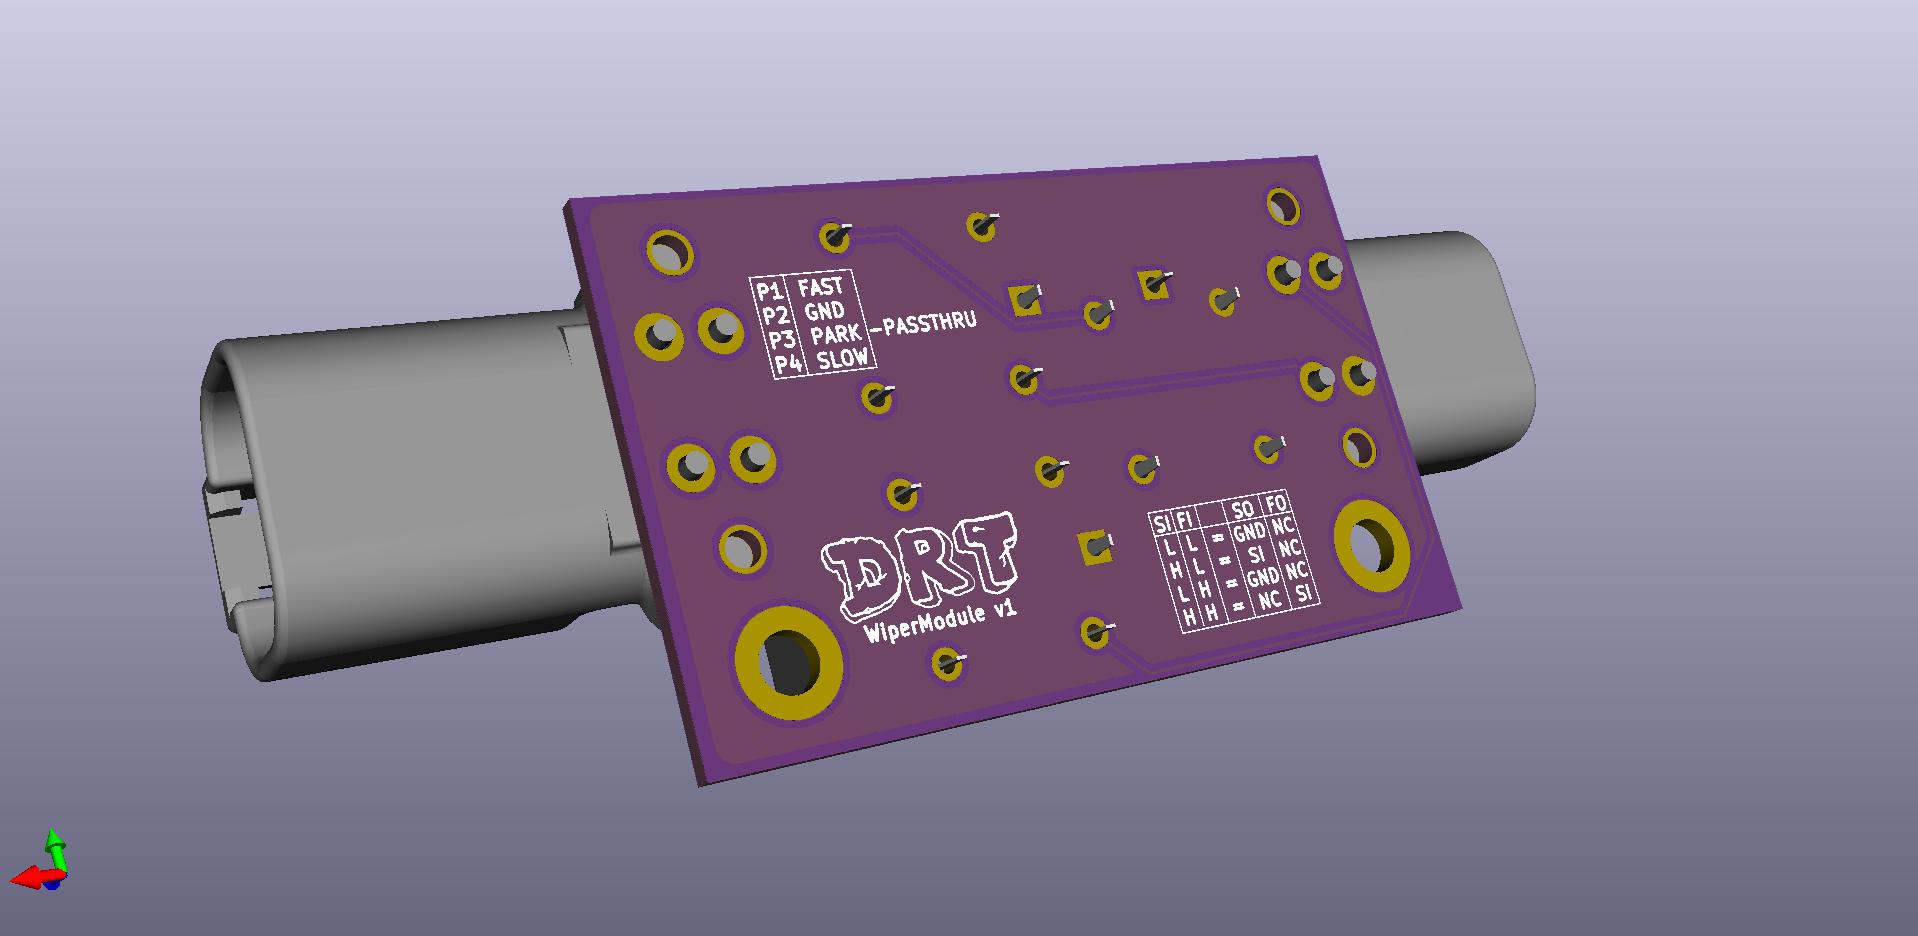 P1 FAST
P2 GND
P3 PARK -PASSTHRU
P4 SLOW
DRT
WiperModule v1
SI FI SO FO
L L = GND NC
H L = SI NC
L H = GND NC
H H = NC SI